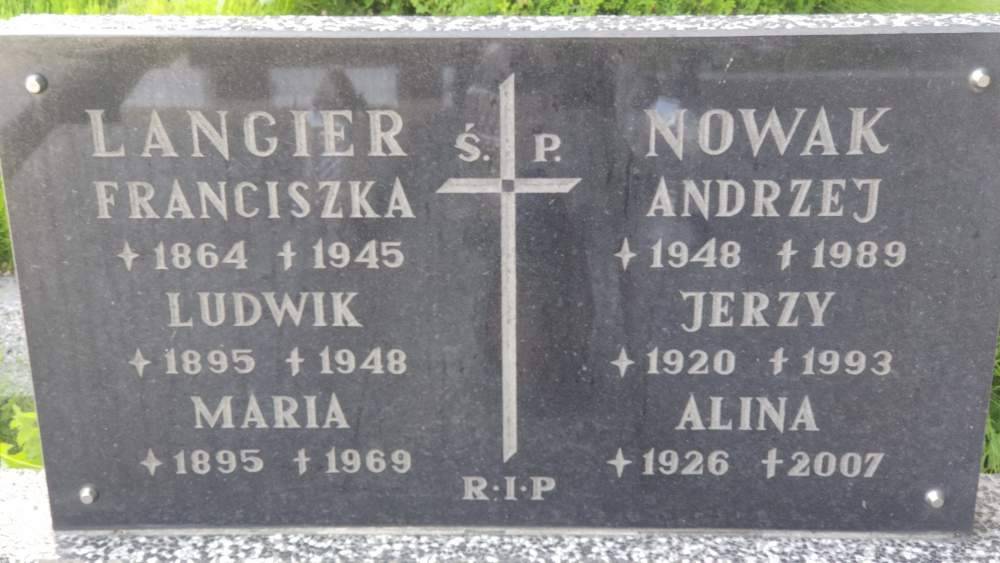 LANGIER
FRANCISZKA
✦ 1864 † 1945
LUDWIK
✦ 1895 † 1948
MARIA
✦ 1895 † 1969
Ś. P.
R·I·P
NOWAK
ANDRZEJ
✦ 1948 † 1989
JERZY
✦ 1920 † 1993
ALINA
✦ 1926 † 2007